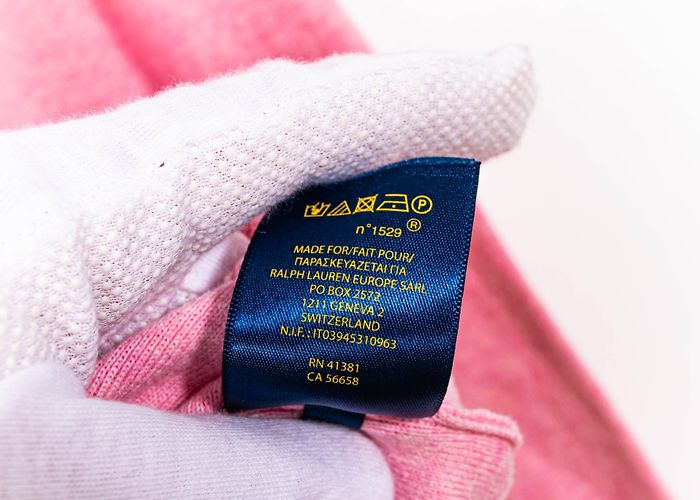 P
n°1529 ®
MADE FOR/FAIT POUR/
ΠΑΡΑΣΚΕΥΑΖΕΤΑΙ ΓΙΑ
RALPH LAUREN EUROPE SARL
PO BOX 2572
1211 GENEVA 2
SWITZERLAND
N.I.F. : IT03945310963
RN 41381
CA 56658